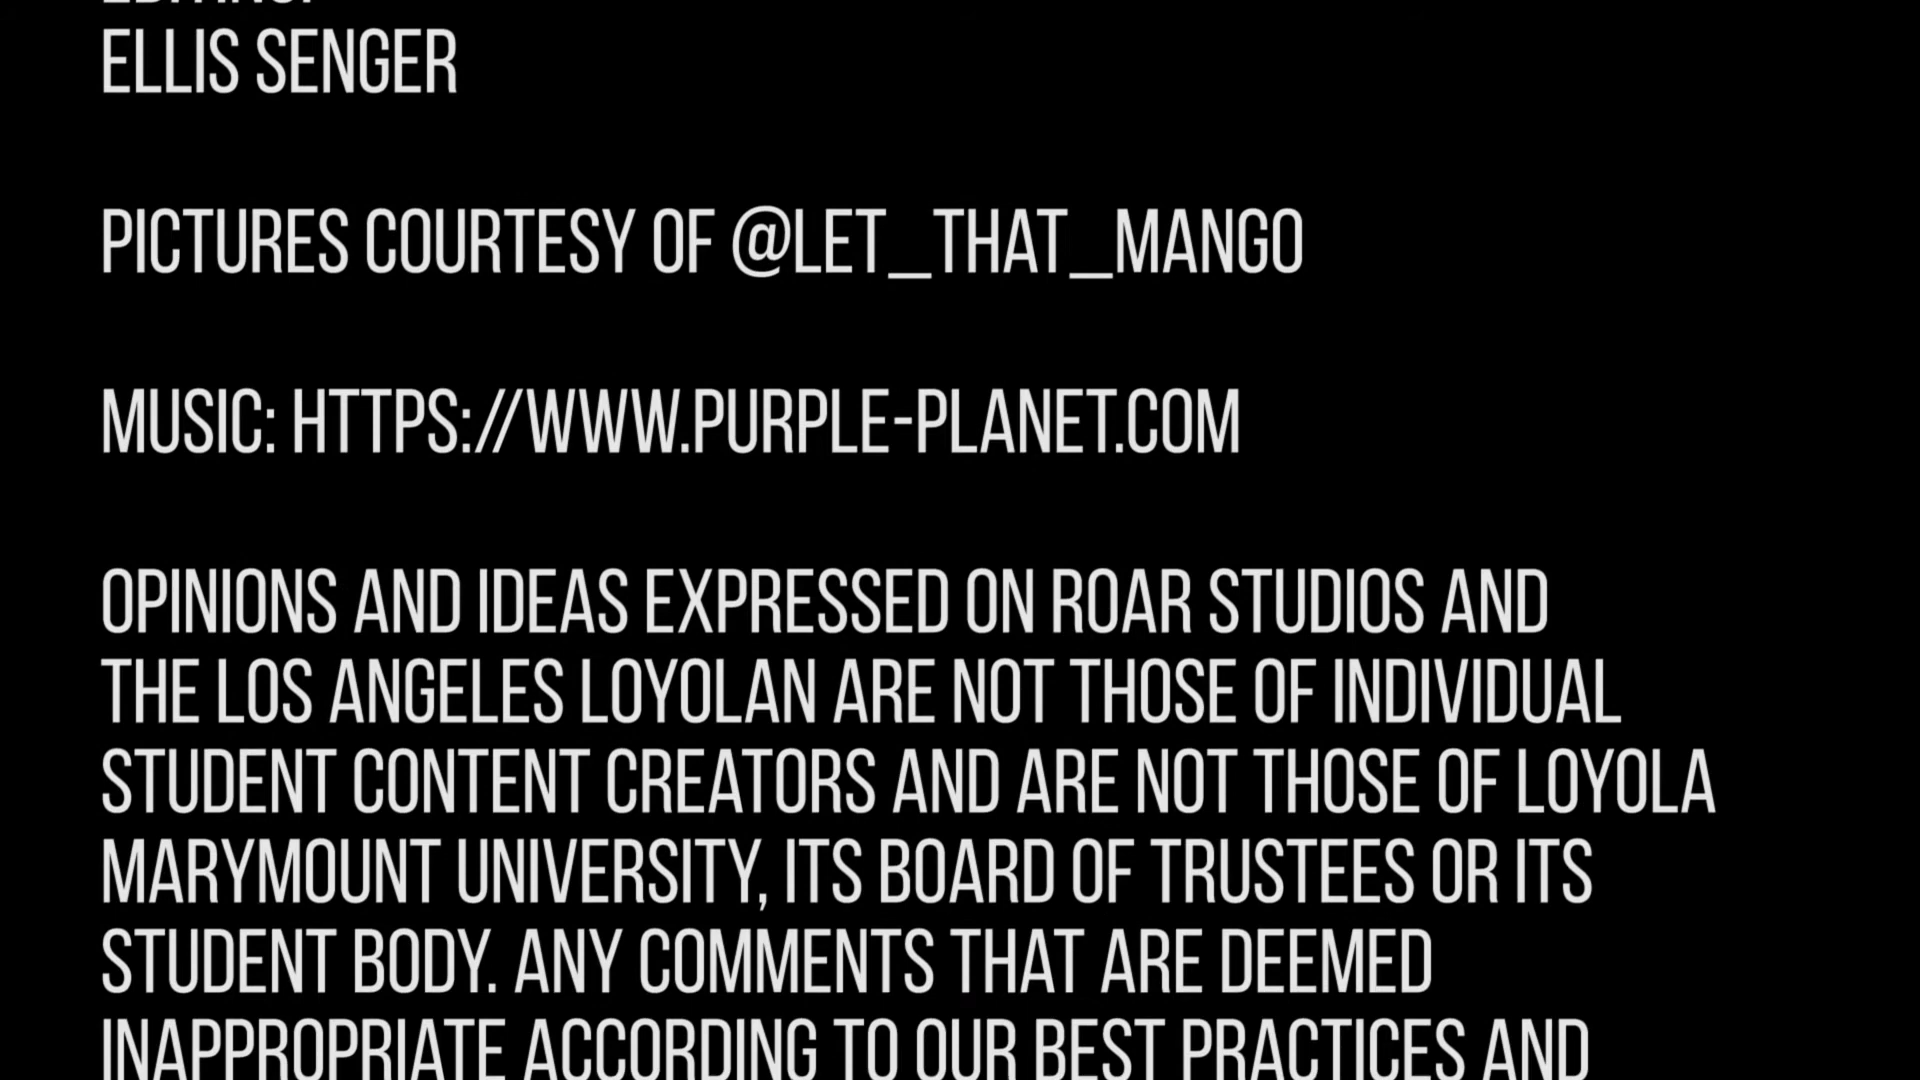 EDITING:
ELLIS SENGER
PICTURES COURTESY OF @LET_THAT_MANGO
MUSIC: HTTPS://WWW.PURPLE-PLANET.COM
OPINIONS AND IDEAS EXPRESSED ON ROAR STUDIOS AND
THE LOS ANGELES LOYOLAN ARE NOT THOSE OF INDIVIDUAL
STUDENT CONTENT CREATORS AND ARE NOT THOSE OF LOYOLA
MARYMOUNT UNIVERSITY, ITS BOARD OF TRUSTEES OR ITS
STUDENT BODY. ANY COMMENTS THAT ARE DEEMED
INAPPROPRIATE ACCORDING TO OUR BEST PRACTICES AND